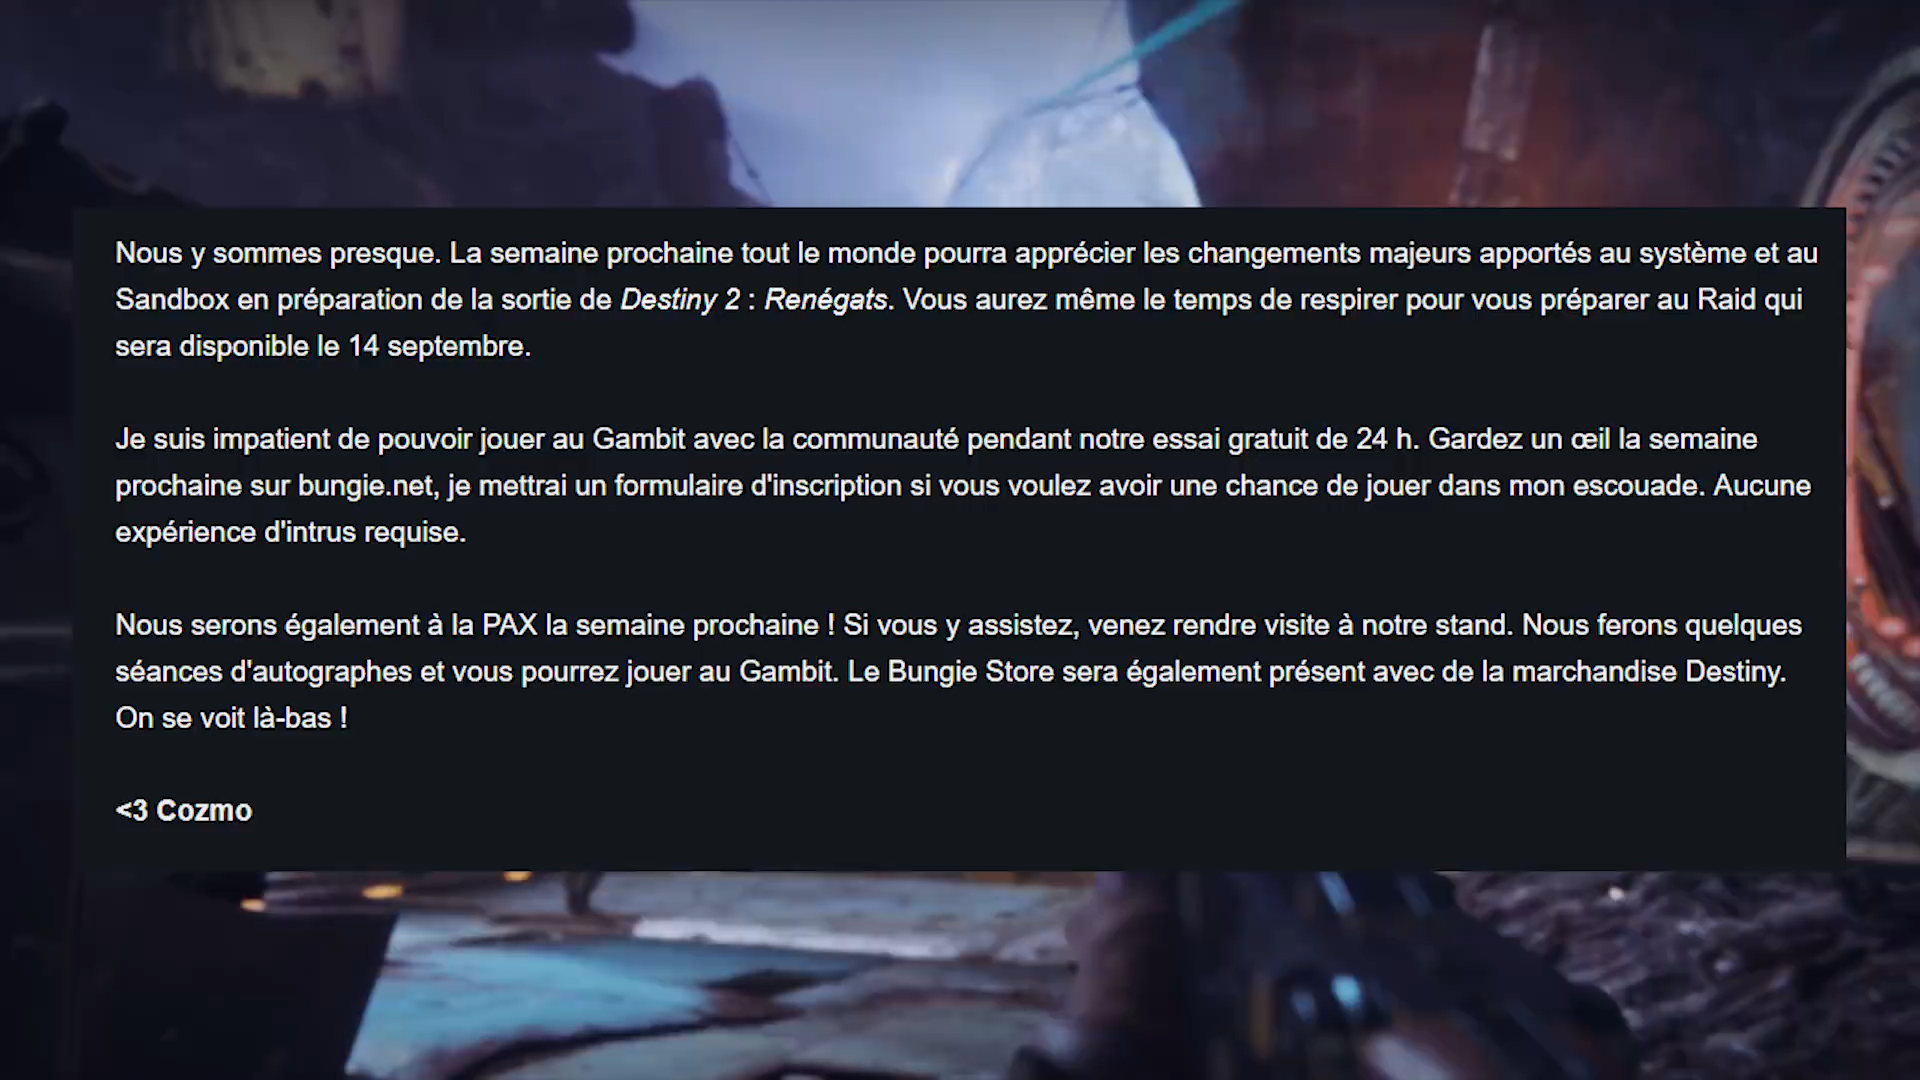 Nous y sommes presque. La semaine prochaine tout le monde pourra apprécier les changements majeurs apportés au système et au
Sandbox en préparation de la sortie de Destiny 2 : Renégats. Vous aurez même le temps de respirer pour vous préparer au Raid qui
sera disponible le 14 septembre.
Je suis impatient de pouvoir jouer au Gambit avec la communauté pendant notre essai gratuit de 24 h. Gardez un œil la semaine
prochaine sur bungie.net, je mettrai un formulaire d'inscription si vous voulez avoir une chance de jouer dans mon escouade. Aucune
expérience d'intrus requise.
Nous serons également à la PAX la semaine prochaine ! Si vous y assistez, venez rendre visite à notre stand. Nous ferons quelques
séances d'autographes et vous pourrez jouer au Gambit. Le Bungie Store sera également présent avec de la marchandise Destiny.
On se voit là-bas !
<3 Cozmo